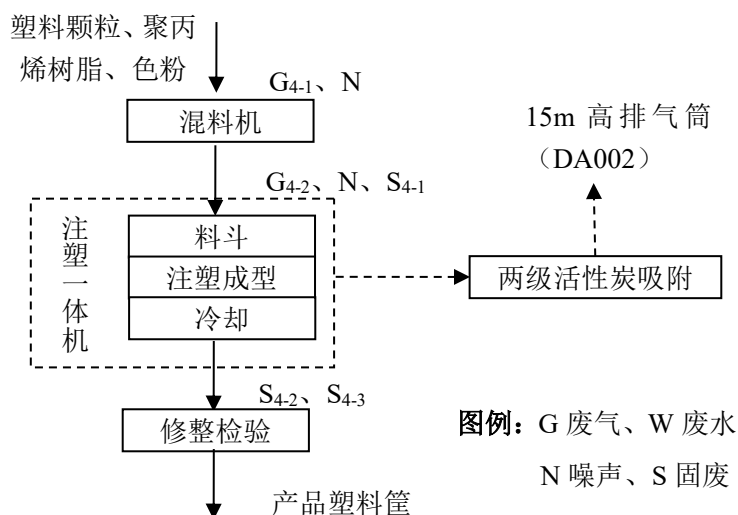 塑料颗粒、聚丙
烯树脂、色粉
G4-1、N
混料机
15m 高排气筒
（DA002）
G4-2、N、S4-1
注塑一体机
料斗
注塑成型
冷却
两级活性炭吸附
S4-2、S4-3
修整检验
图例：G 废气、W 废水
N 噪声、S 固废
产品塑料筐